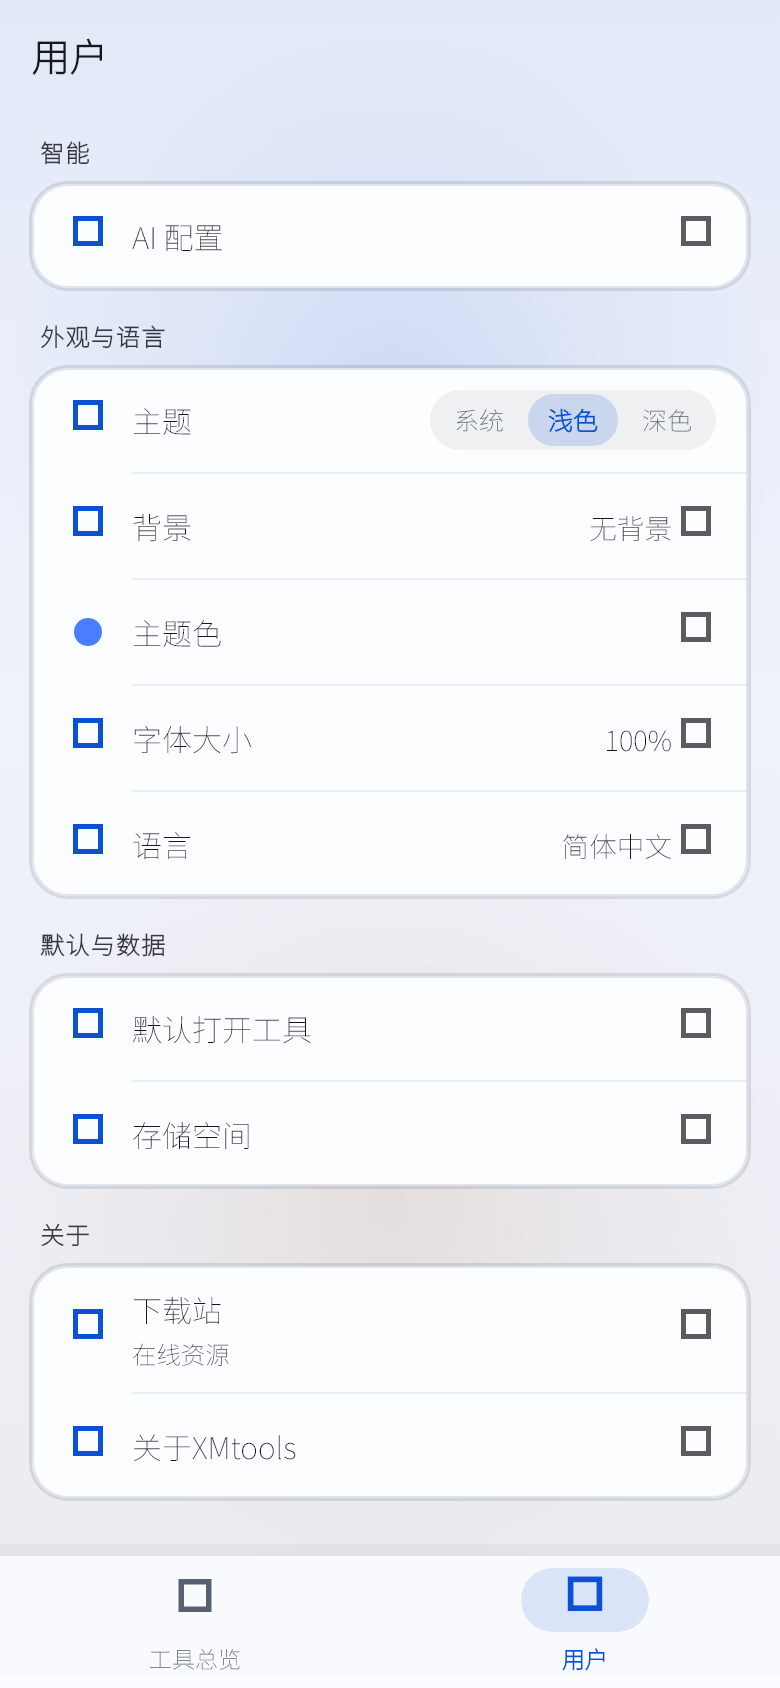 用户
智能
AI 配置
外观与语言
主题
系统 浅色 深色
背景
无背景
主题色
字体大小
100%
语言
简体中文
默认与数据
默认打开工具
存储空间
关于
下载站
在线资源
关于XMtools
工具总览
用户